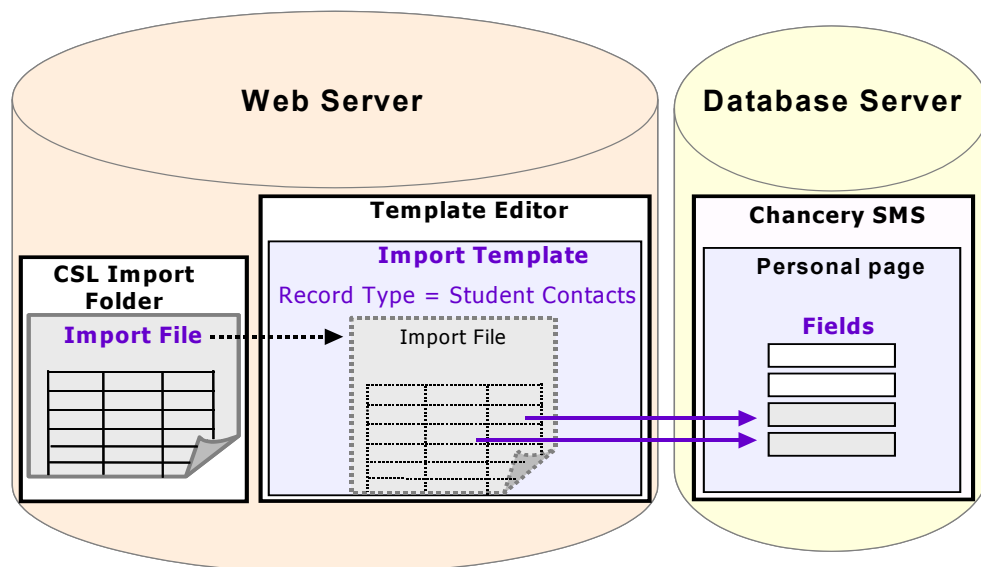 Web Server
Database Server
Template Editor
Import Template
Record Type = Student Contacts
Import File
CSL Import
Folder
Import File
Chancery SMS
Personal page
Fields